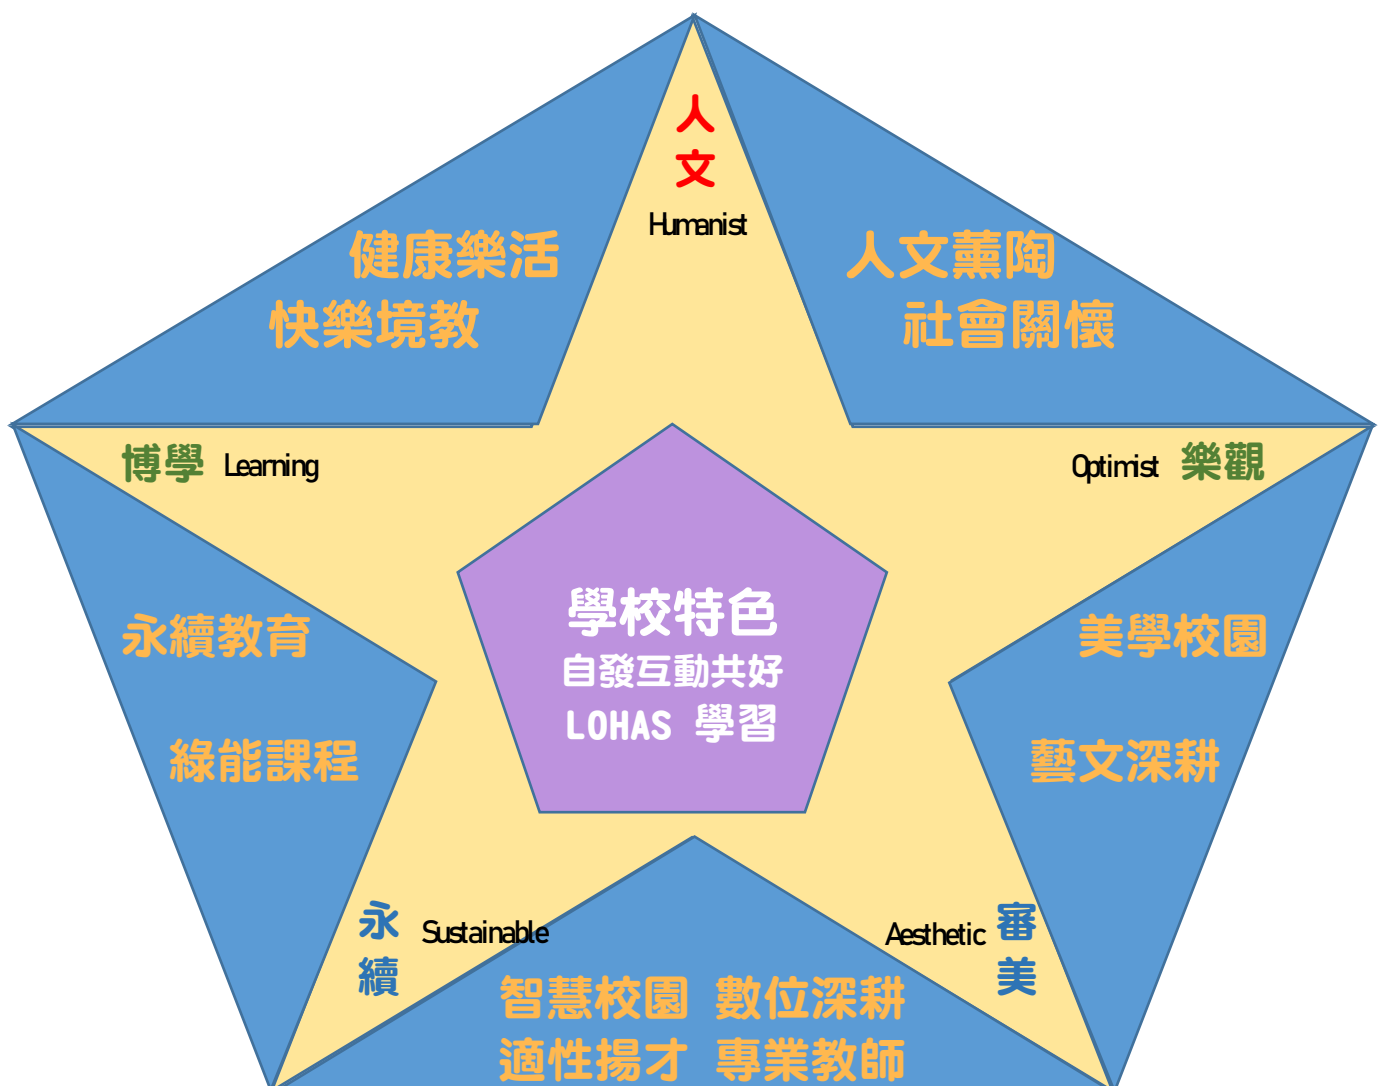 人
文
Humanist
健康樂活
快樂境教
人文薰陶
社會關懷
博學 Learning
Optimist 樂觀
學校特色
自發互動共好
LOHAS 學習
永續教育
綠能課程
美學校園
藝文深耕
永
續
Sustainable
Aesthetic
審
美
智慧校園 數位深耕
適性揚才 專業教師